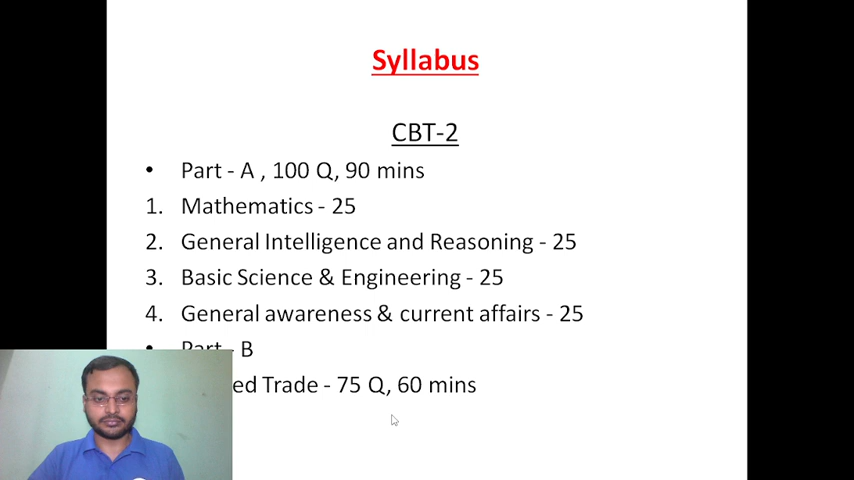 Syllabus
CBT-2
• Part - A , 100 Q, 90 mins
1. Mathematics - 25
2. General Intelligence and Reasoning - 25
3. Basic Science & Engineering - 25
4. General awareness & current affairs - 25
• Part - B
Trade - 75 Q, 60 mins